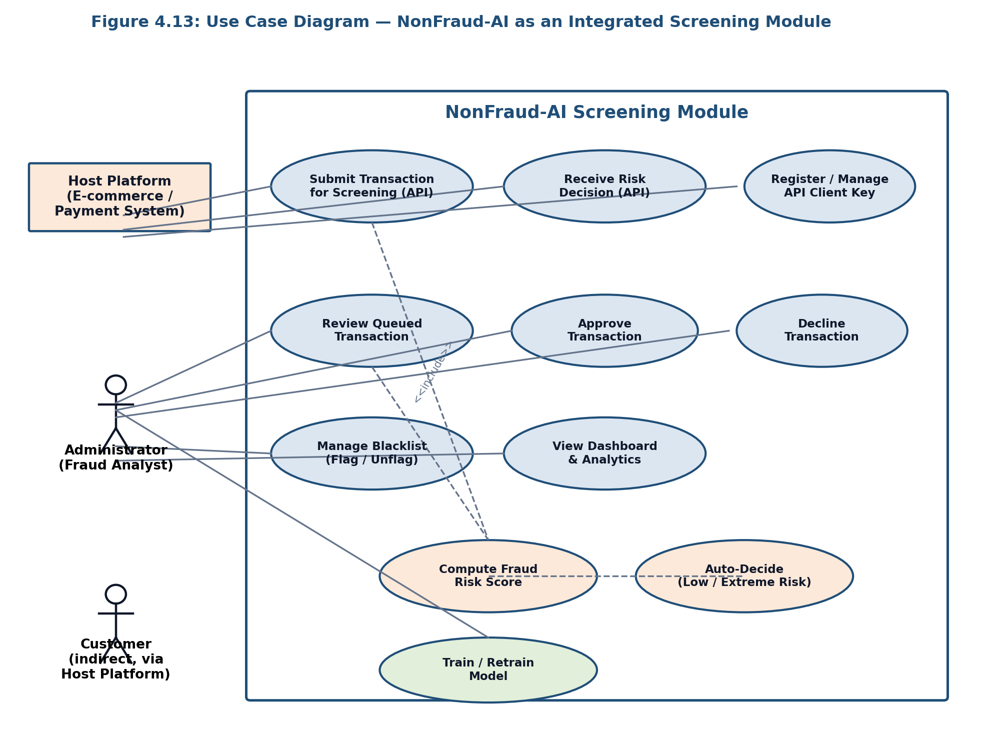 Figure 4.13: Use Case Diagram — NonFraud-AI as an Integrated Screening Module
NonFraud-AI Screening Module
Host Platform
(E-commerce /
Payment System)
Submit Transaction
for Screening (API)
Receive Risk
Decision (API)
Register / Manage
API Client Key
Review Queued
Transaction
Approve
Transaction
Decline
Transaction
<<include>>
Administrator
(Fraud Analyst)
Manage Blacklist
(Flag / Unflag)
View Dashboard
& Analytics
Compute Fraud
Risk Score
Auto-Decide
(Low / Extreme Risk)
Customer
(indirect, via
Host Platform)
Train / Retrain
Model